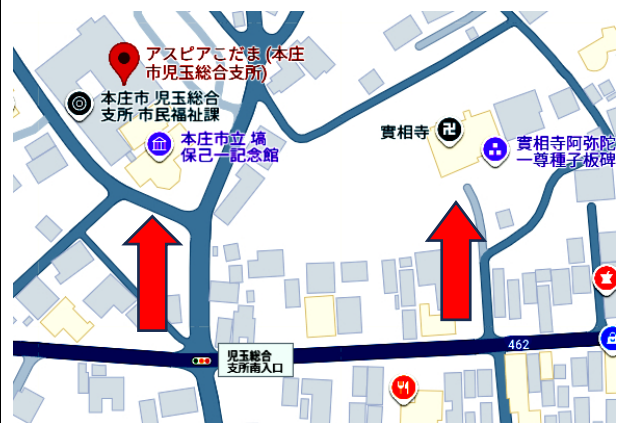 アスピアこだま (本庄
市児玉総合支所)
本庄市 児玉総合
支所 市民福祉課
本庄市立 塙
保己一記念館
實相寺
實相寺阿弥陀
一尊種子板碑
児玉総合
支所南入口
462